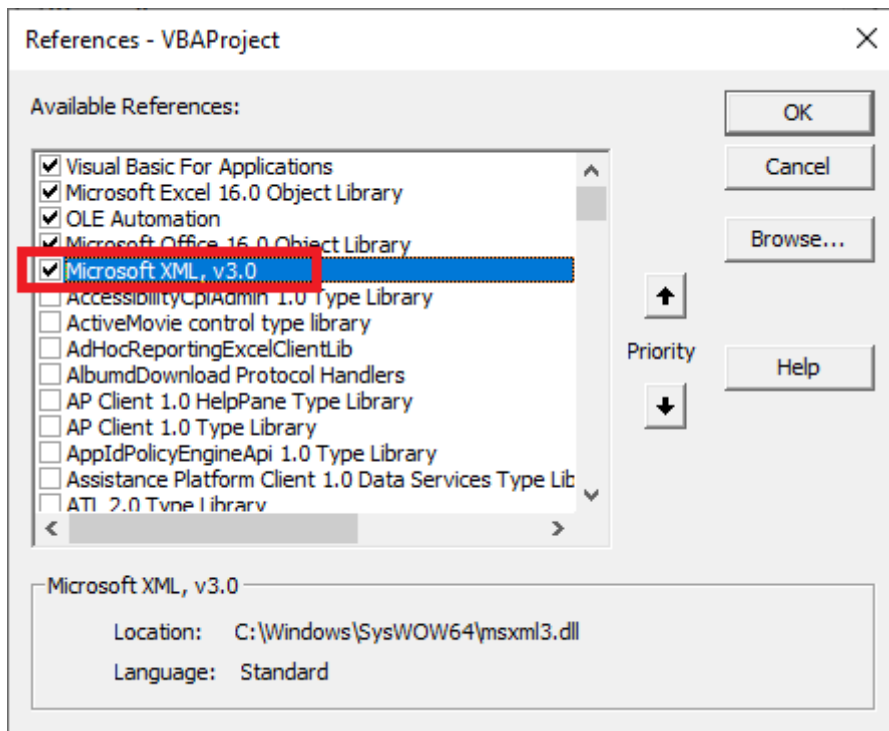 References - VBAProject
Available References:
OK
Cancel
Browse...
Priority
Help
Visual Basic For Applications
Microsoft Excel 16.0 Object Library
OLE Automation
Microsoft Office 16.0 Object Library
Microsoft XML, v3.0
AccessibilityCplAdmin 1.0 Type Library
ActiveMovie control type library
AdHocReportingExcelClientLib
AlbumdDownload Protocol Handlers
AP Client 1.0 HelpPane Type Library
AP Client 1.0 Type Library
AppIdPolicyEngineApi 1.0 Type Library
Assistance Platform Client 1.0 Data Services Type Lib
ATL 2.0 Type Library
Microsoft XML, v3.0
Location: C:\Windows\SysWOW64\msxml3.dll
Language: Standard